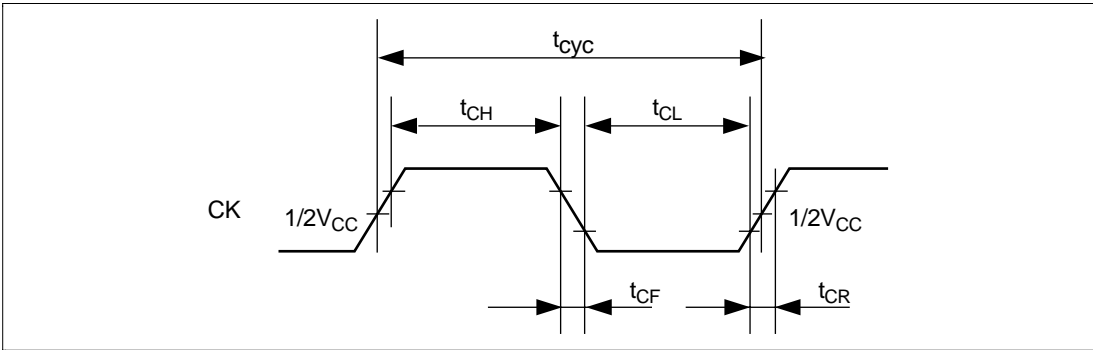 tcyc
tCH
tCL
CK
1/2VCC
1/2VCC
tCF
tCR